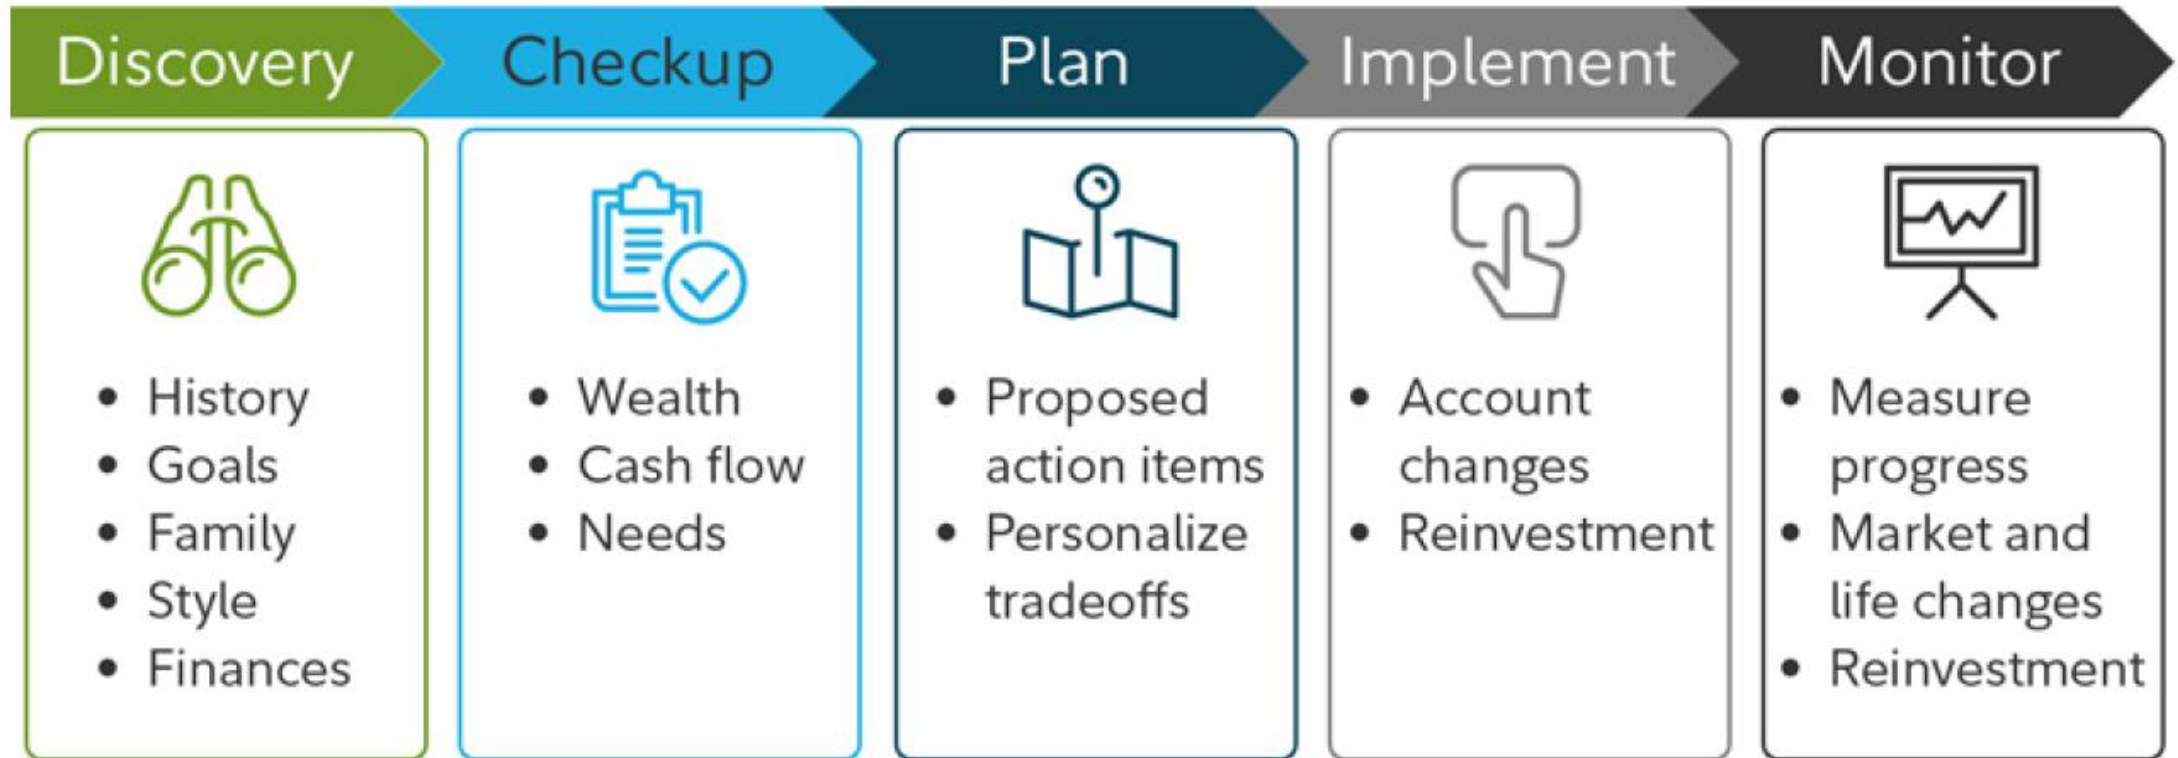 Discovery
Checkup
Plan
Implement
Monitor
• History
• Goals
• Family
• Style
• Finances
• Wealth
• Cash flow
• Needs
• Proposed
action items
• Personalize
tradeoffs
• Account
changes
• Reinvestment
• Measure
progress
• Market and
life changes
• Reinvestment